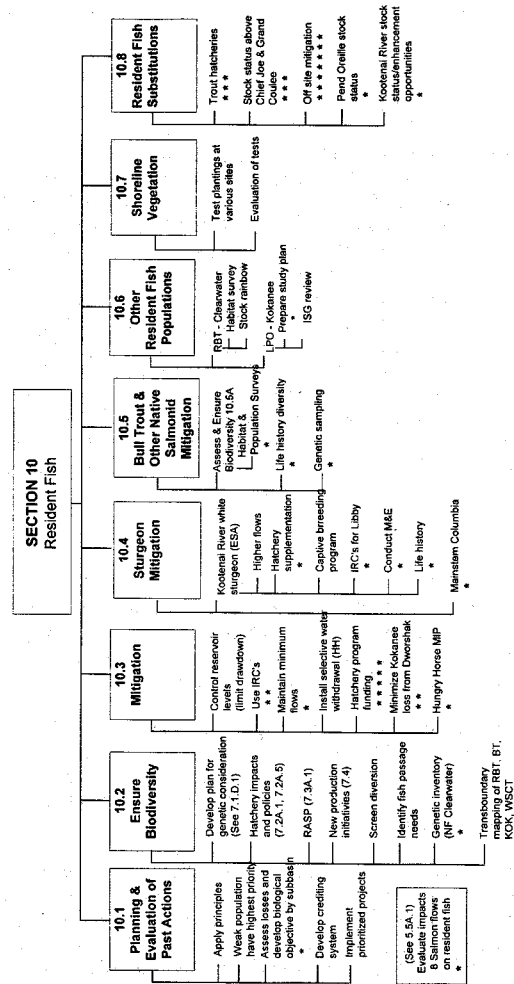 SECTION 10
Resident Fish
10.1
Planning &
Evaluation of
Past Actions
Apply principles
Weak population
have highest priority
Assess losses and
develop biological
objective by subbasin
*
Develop crediting
system
Implement
prioritized projects
(See 5.5A.1)
Evaluate impacts
8 Salmon flows
on resident fish
*
10.2
Ensure
Biodiversity
Develop plan for
genetic consideration
(See 7.1.D.1)
Hatchery impacts
and policies
(7.2A.1, 7.2A.5)
RASP (7.3A.1)
New production
initiativies (7.4)
Screen diversion
Identify fish passage
needs
Genetic inventory
(NF Clearwater)
*
Transboundary
mapping of RBT, BT,
KOK, WSCT
10.3
Mitigation
Control reservoir
levels
(limit drawdown)
Use IRC's
* *
Maintain minimum
flows
*
Install selective water
withdrawal (HH)
Hatchery program
funding
* * * * *
Minimize Kokanee
loss from Dworshak
* *
Hungry Horse MIP
*
10.4
Sturgeon
Mitigation
Kootenai River white
sturgeon (ESA)
Higher flows
Hatchery
supplementation
*
Captive brreeding
program
IRC's for Libby
*
Conduct M&E
*
Life history
*
Mainstem Columbia
*
10.5
Bull Trout &
Other Native
Salmonid
Mitigation
Assess & Ensure
Biodiversity 10.5A
Habitat &
Population Surveys
*
Life history diversity
*
Genetic sampling
*
10.6
Other
Resident Fish
Populations
RBT - Clearwater
Habitat survey
Stock rainbow
LPO - Kokanee
Prepare study plan
*
ISG review
10.7
Shoreline
Vegetation
Test plantings at
various sites
Evaluation of tests
10.8
Resident Fish
Substitutions
Trout hatcheries
* * *
Stock status above
Chief Joe & Grand
Coulee
* * *
Off site mitigation
* * * * * * *
Pend Oreille stock
status
*
Kootenai River stock
status/enhancement
opportunities
*